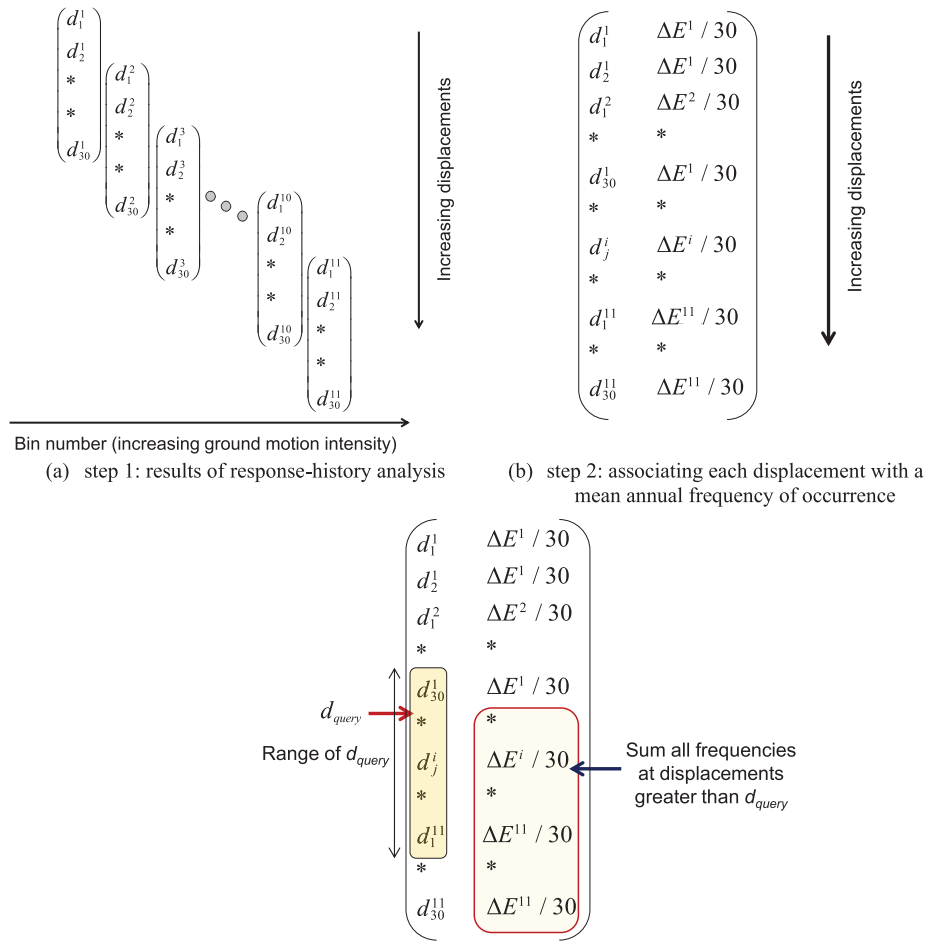 d_1^1
d_2^1
*
*
d_30^1
d_1^2
d_2^2
*
*
d_30^2
d_1^3
d_2^3
*
*
d_30^3
d_1^10
d_2^10
*
*
d_30^10
d_1^11
d_2^11
*
*
d_30^11
Increasing displacements
Bin number (increasing ground motion intensity)
(a) step 1: results of response-history analysis
d_1^1 ΔE^1 / 30
d_2^1 ΔE^1 / 30
d_1^2 ΔE^2 / 30
* *
d_30^1 ΔE^1 / 30
* *
d_j^i ΔE^i / 30
* *
d_1^11 ΔE^11 / 30
* *
d_30^11 ΔE^11 / 30
Increasing displacements
(b) step 2: associating each displacement with a
mean annual frequency of occurrence
d_1^1 ΔE^1 / 30
d_2^1 ΔE^1 / 30
d_1^2 ΔE^2 / 30
* *
d_30^1 ΔE^1 / 30
* *
d_j^i ΔE^i / 30
* *
d_1^11 ΔE^11 / 30
* *
d_30^11 ΔE^11 / 30
d_query
Range of d_query
Sum all frequencies
at displacements
greater than d_query